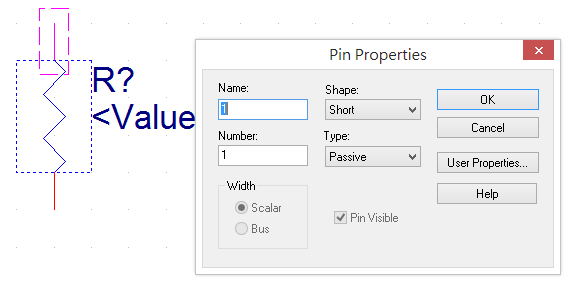 R?
<Value
Pin Properties
Name:
1
Shape:
Short
OK
Cancel
Number:
1
Type:
Passive
User Properties...
Width
Scalar
Bus
Pin Visible
Help